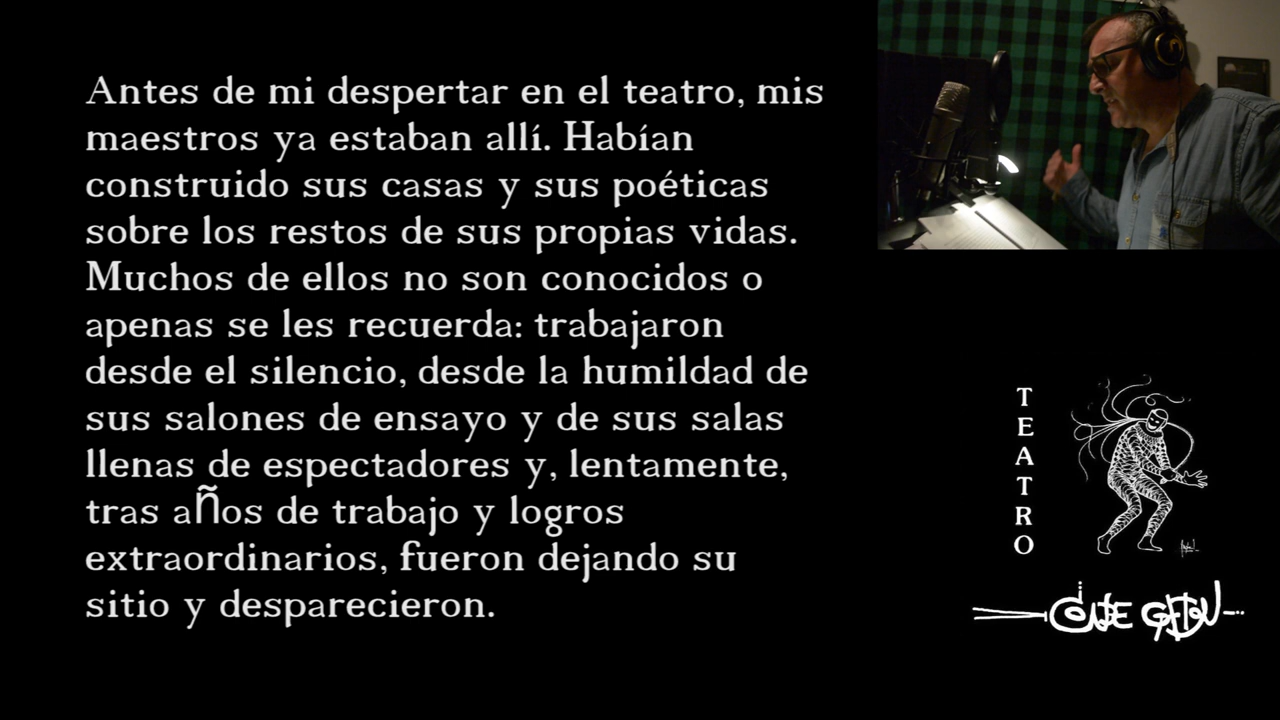 Antes de mi despertar en el teatro, mis
maestros ya estaban allí. Habían
construido sus casas y sus poéticas
sobre los restos de sus propias vidas.
Muchos de ellos no son conocidos o
apenas se les recuerda: trabajaron
desde el silencio, desde la humildad de
sus salones de ensayo y de sus salas
llenas de espectadores y, lentamente,
tras años de trabajo y logros
extraordinarios, fueron dejando su
sitio y desparecieron.
TEATRO
CONDE GATÓN